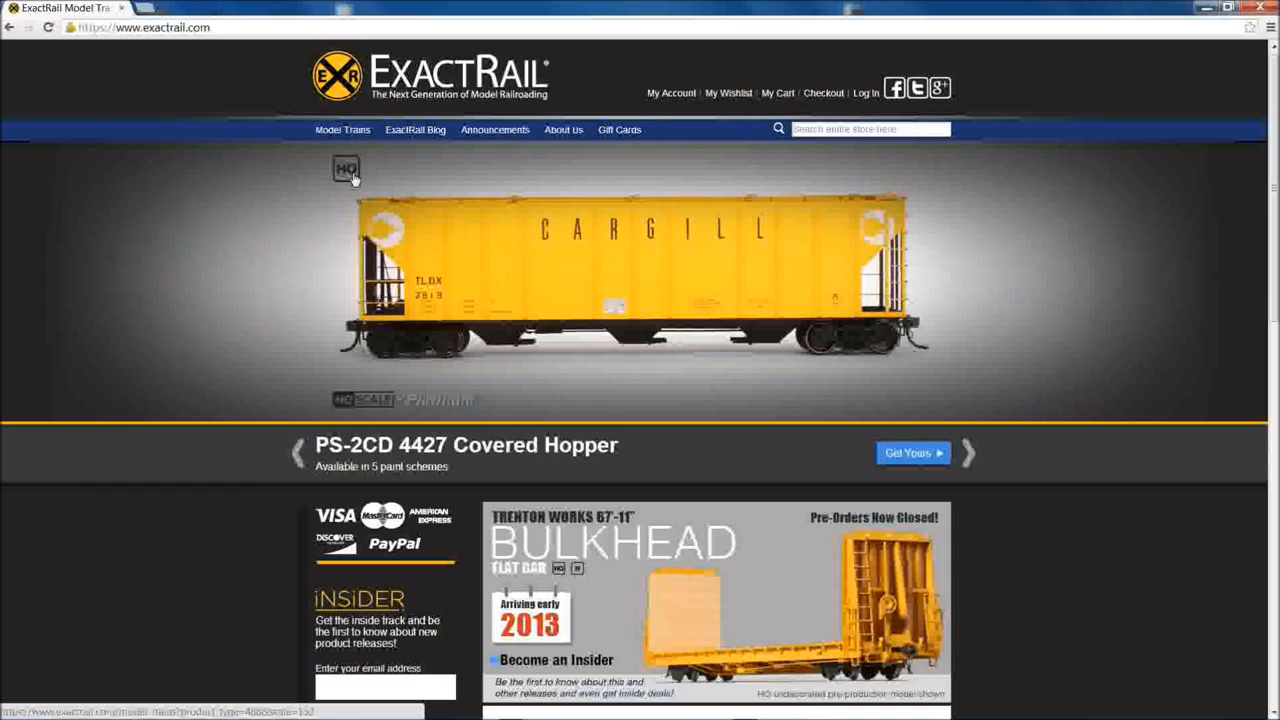 ExactRail Model Tra
https://www.exactrail.com
EXACTRAIL®
The Next Generation of Model Railroading
My Account My Wishlist My Cart Checkout Log In
Model Trains ExactRail Blog Announcements About Us Gift Cards
Search entire store here
HO
CARGILL
TLDX
2818
HO Platinum
PS-2CD 4427 Covered Hopper
Available in 5 paint schemes
Get Yours
VISA MasterCard AMERICAN EXPRESS
DISCOVER PayPal
TRENTON WORKS 67'-11"
Pre-Orders Now Closed!
BULKHEAD
FLAT CAR HO N
Arriving early
2013
Become an Insider
Be the first to know about this and
other releases and even get inside deals!
HO undecorated pre-production model shown
iNSiDER
Get the inside track and be
the first to know about new
product releases!
Enter your email address